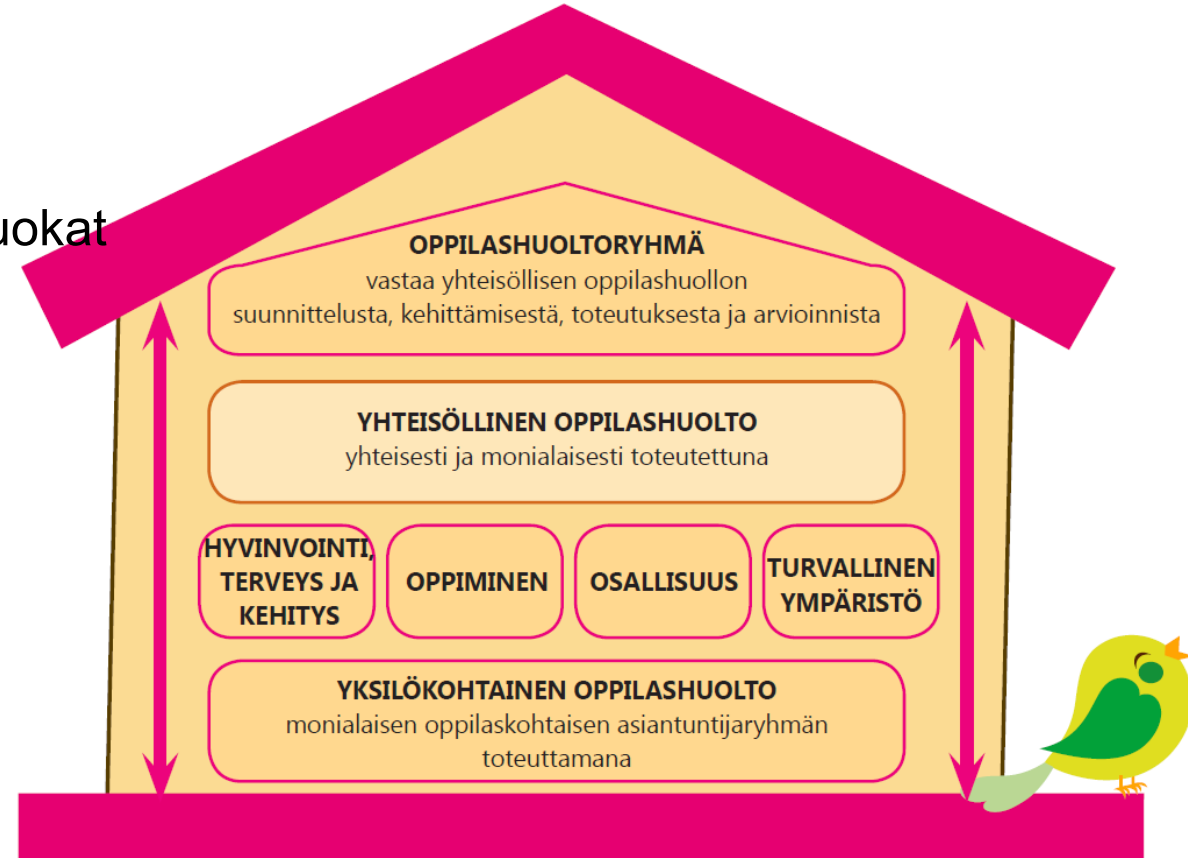 uokat
OPPILASHUOLTORYHMÄ
vastaa yhteisöllisen oppilashuollon
suunnittelusta, kehittämisestä, toteutuksesta ja arvioinnista
YHTEISÖLLINEN OPPILASHUOLTO
yhteisesti ja monialaisesti toteutettuna
HYVINVOINTI,
TERVEYS JA
KEHITYS
OPPIMINEN
OSALLISUUS
TURVALLINEN
YMPÄRISTÖ
YKSILÖKOHTAINEN OPPILASHUOLTO
monialaisen oppilaskohtaisen asiantuntijaryhmän
toteuttamana